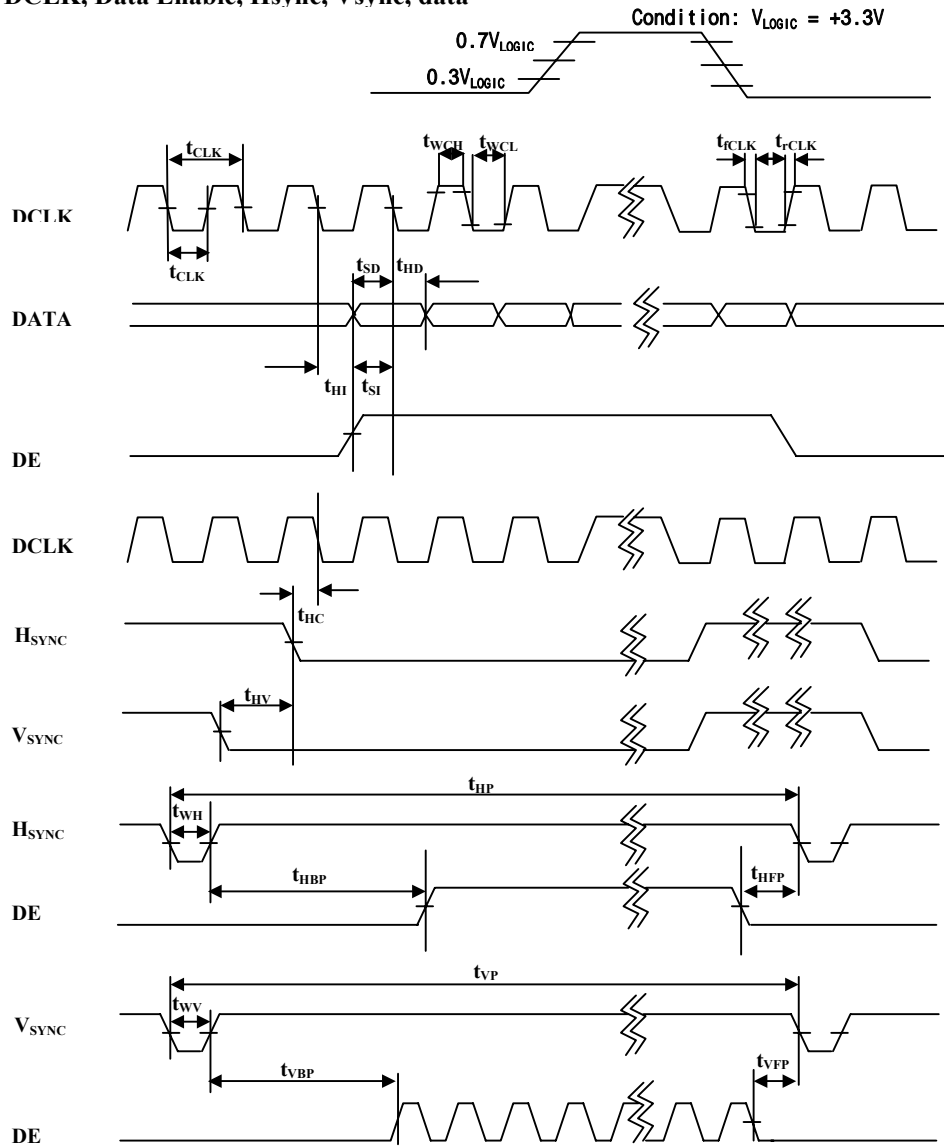 DCLK, Data Enable, Hsync, Vsync, data
Condition: VLOGIC = +3.3V
0.7VLOGIC
0.3VLOGIC
tCLK
tWCH
tWCL
tfCLK
trCLK
DCLK
tCLK
tSD
tHD
DATA
tHI
tSI
DE
DCLK
tHC
HSYNC
tHV
VSYNC
tHP
tWH
HSYNC
tHBP
tHFP
DE
tVP
tWV
VSYNC
tVBP
tVFP
DE